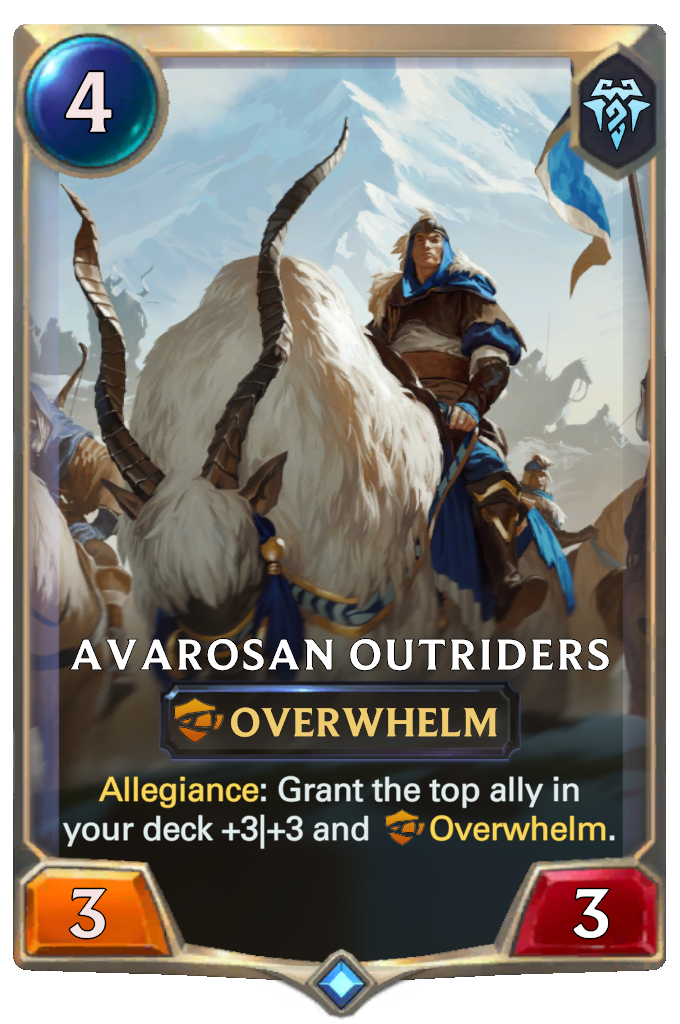 4
AVAROSAN OUTRIDERS
OVERWHELM
Allegiance: Grant the top ally in
your deck +3|+3 and Overwhelm.
3 3